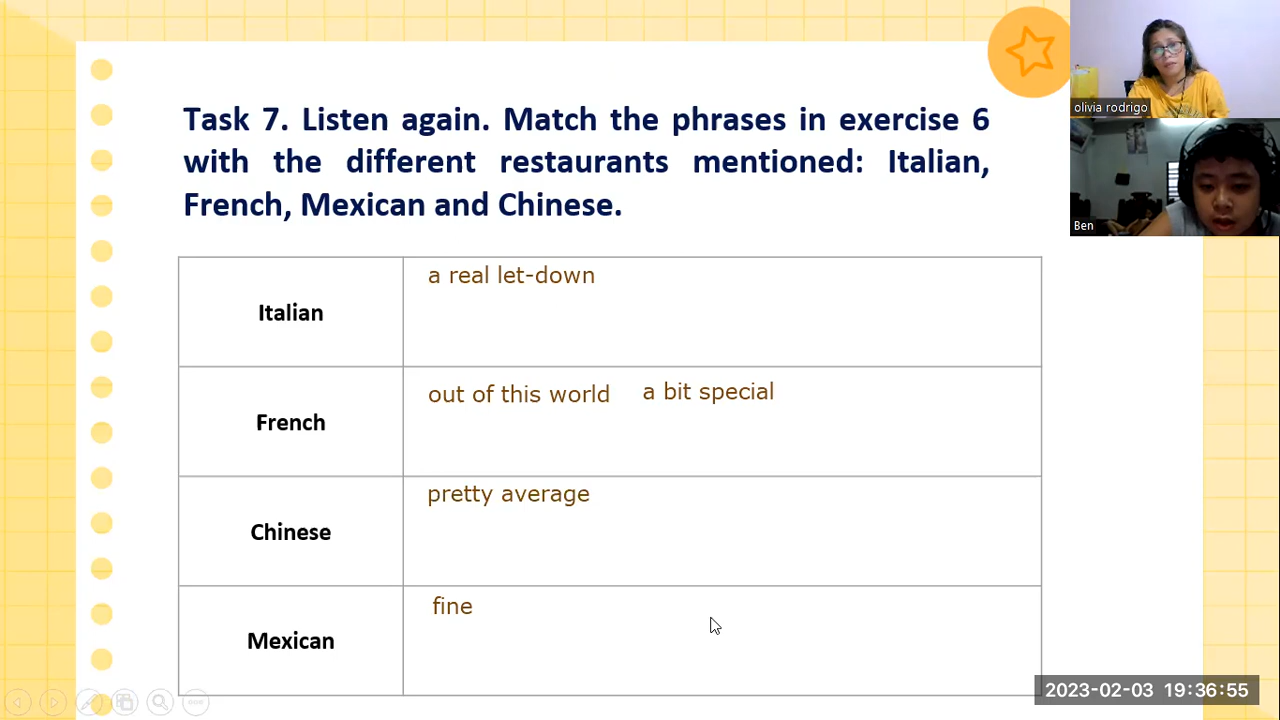 Task 7. Listen again. Match the phrases in exercise 6
with the different restaurants mentioned: Italian,
French, Mexican and Chinese.
olivia rodrigo
Ben
Italian
a real let-down
French
out of this world
a bit special
Chinese
pretty average
Mexican
fine
2023-02-03 19:36:55